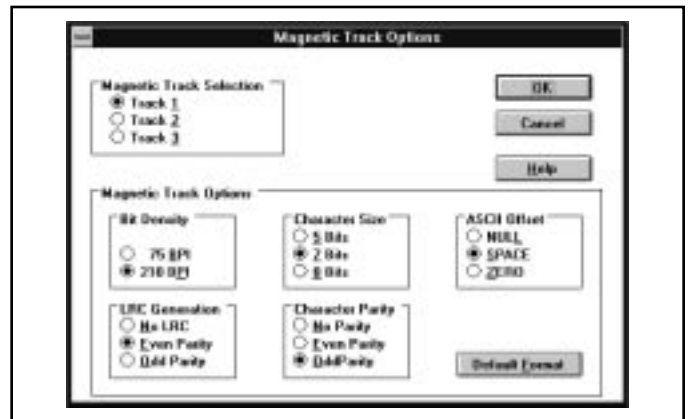 Magnetic Track Options
Magnetic Track Selection
Track 1
Track 2
Track 3
OK
Cancel
Help
Magnetic Track Options
Bit Density
75 BPI
210 BPI
Character Size
5 Bits
7 Bits
8 Bits
ASCII Offset
NULL
SPACE
ZERO
LRC Generation
No LRC
Even Parity
Odd Parity
Character Parity
No Parity
Even Parity
OddParity
Default Format